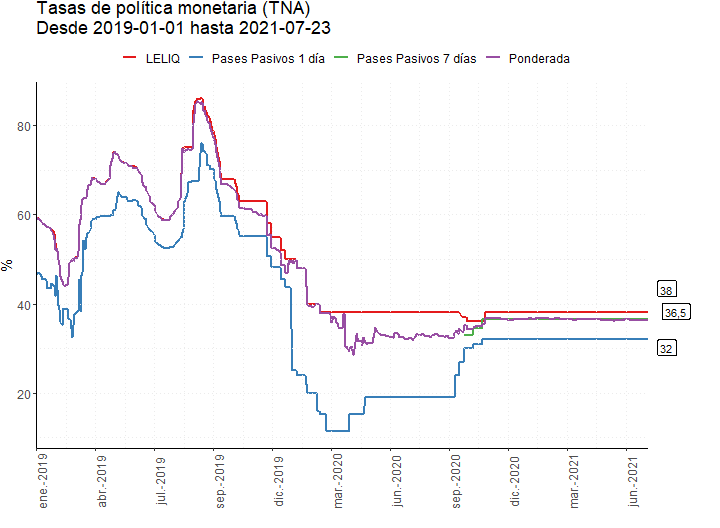 Tasas de política monetaria (TNA)
Desde 2019-01-01 hasta 2021-07-23
LELIQ Pases Pasivos 1 día Pases Pasivos 7 días Ponderada
%
80
60
40
20
38
36,5
32
ene.-2019
abr.-2019
jul.-2019
sep.-2019
dic.-2019
mar.-2020
jun.-2020
sep.-2020
dic.-2020
mar.-2021
jun.-2021